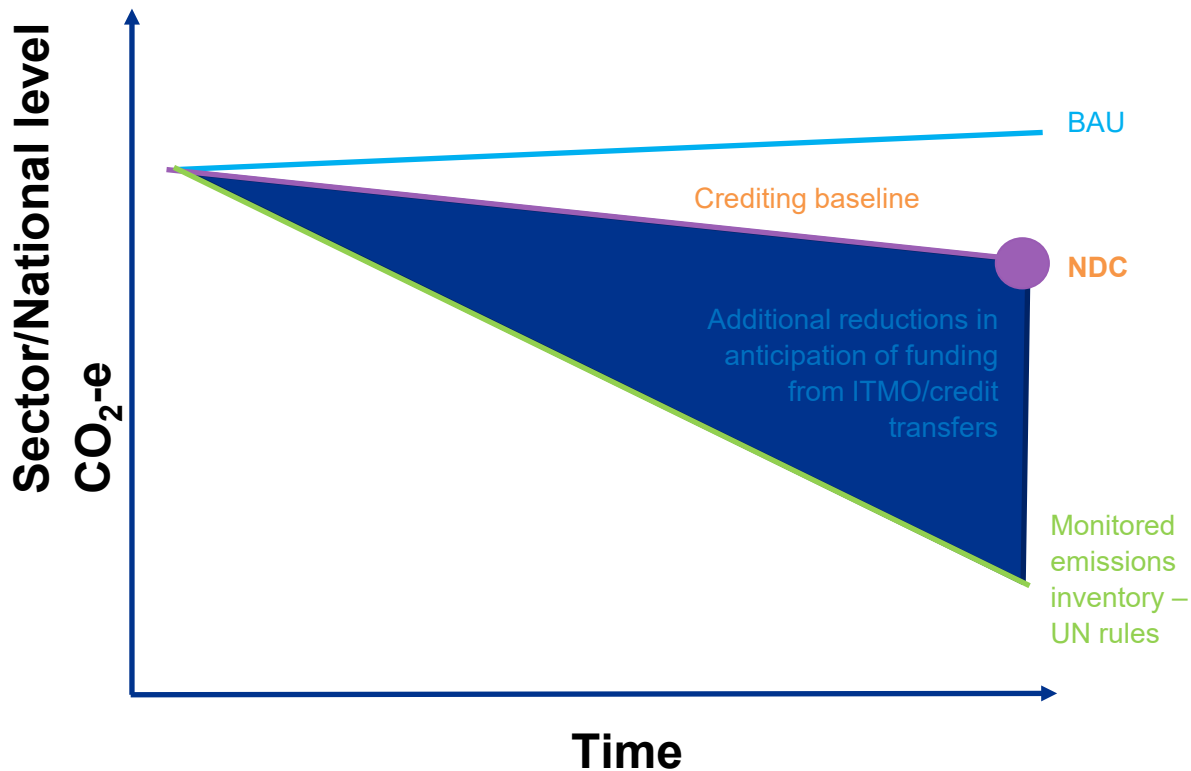 Sector/National level
CO₂-e
BAU
Crediting baseline
NDC
Additional reductions in
anticipation of funding
from ITMO/credit
transfers
Monitored
emissions
inventory –
UN rules
Time